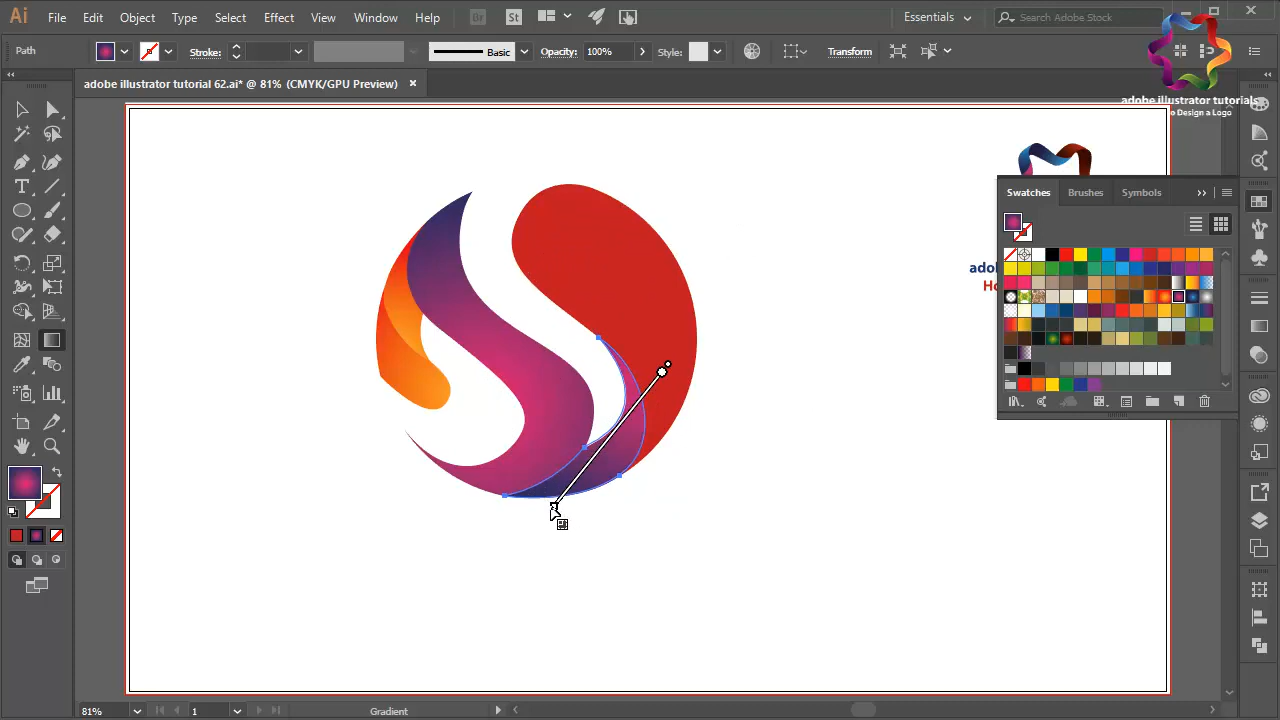 Ai File Edit Object Type Select Effect View Window Help Br St Essentials Search Adobe Stock
Path Stroke: Basic Opacity: 100% Style: Transform
adobe illustrator tutorial 62.ai* @ 81% (CMYK/GPU Preview)
adobe illustrator tutorials
o Design a Logo
Swatches Brushes Symbols
ado
Ho
81% 1 Gradient